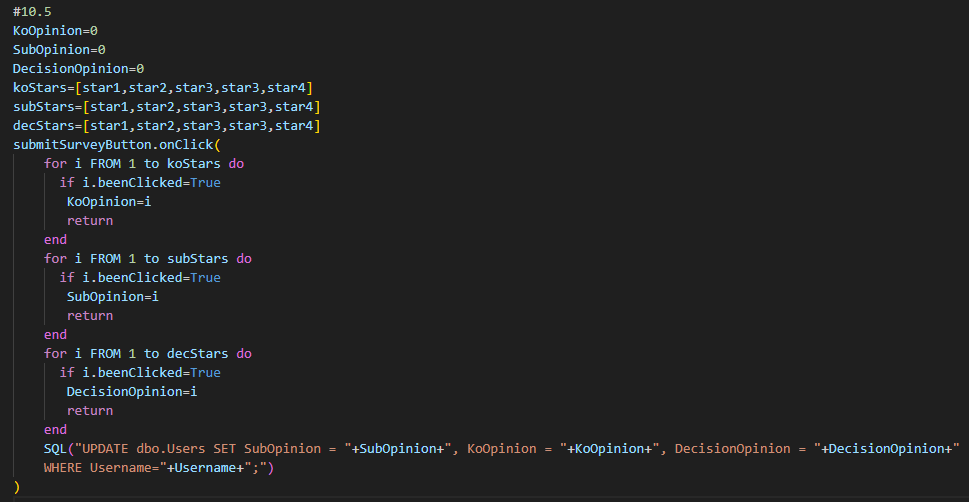 #10.5
KoOpinion=0
SubOpinion=0
DecisionOpinion=0
koStars=[star1,star2,star3,star3,star4]
subStars=[star1,star2,star3,star3,star4]
decStars=[star1,star2,star3,star3,star4]
submitSurveyButton.onClick(
    for i FROM 1 to koStars do
      if i.beenClicked=True
       KoOpinion=i
       return
    end
    for i FROM 1 to subStars do
      if i.beenClicked=True
       SubOpinion=i
       return
    end
    for i FROM 1 to decStars do
      if i.beenClicked=True
       DecisionOpinion=i
       return
    end
    SQL("UPDATE dbo.Users SET SubOpinion = "+SubOpinion+", KoOpinion = "+KoOpinion+", DecisionOpinion = "+DecisionOpinion+"
    WHERE Username="+Username+";")
)